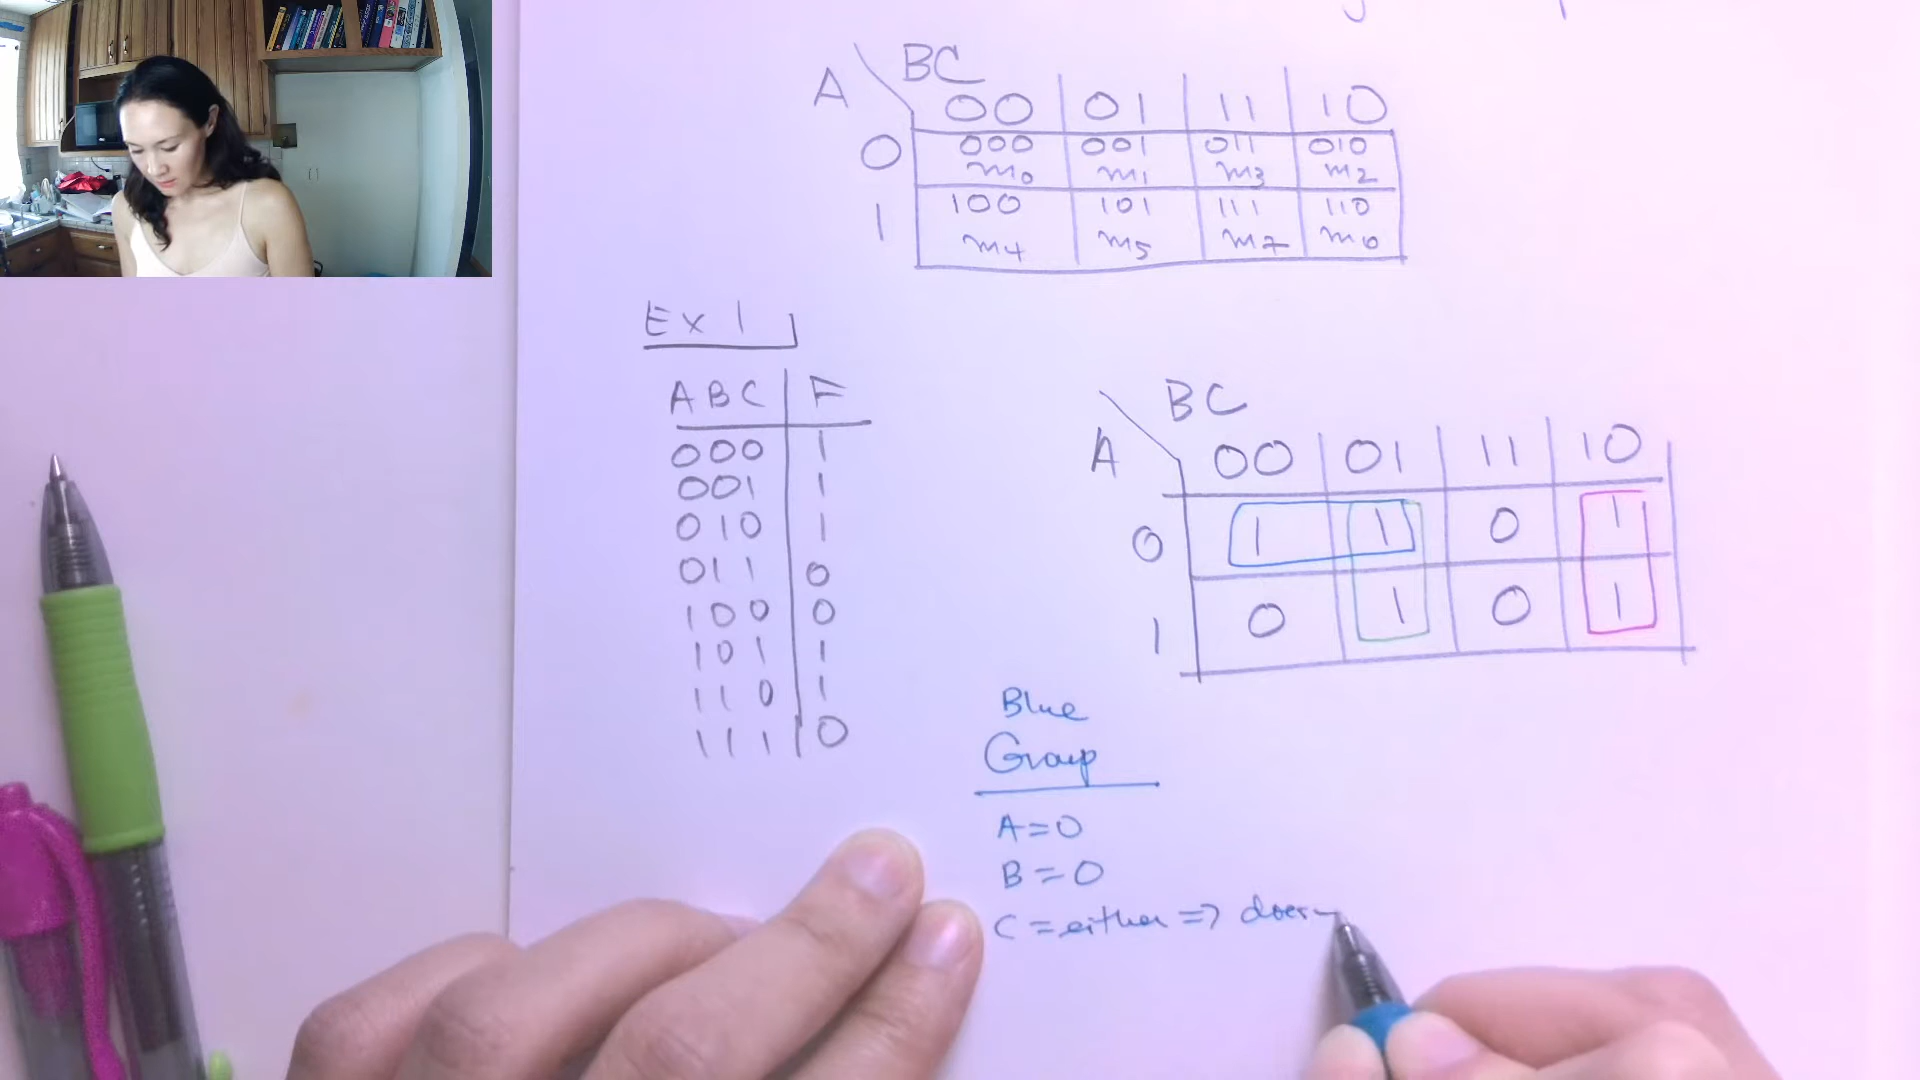 BC
A 00 01 11 10
0 000 001 011 010
m0 m1 m3 m2
1 100 101 111 110
m4 m5 m7 m6
Ex 1
A B C F
000 1
001 1
010 1
011 0
100 0
101 1
110 1
111 0
BC
A 00 01 11 10
0 1 1 0 1
1 0 1 0 1
Blue
Group
A=0
B=0
C=either =>